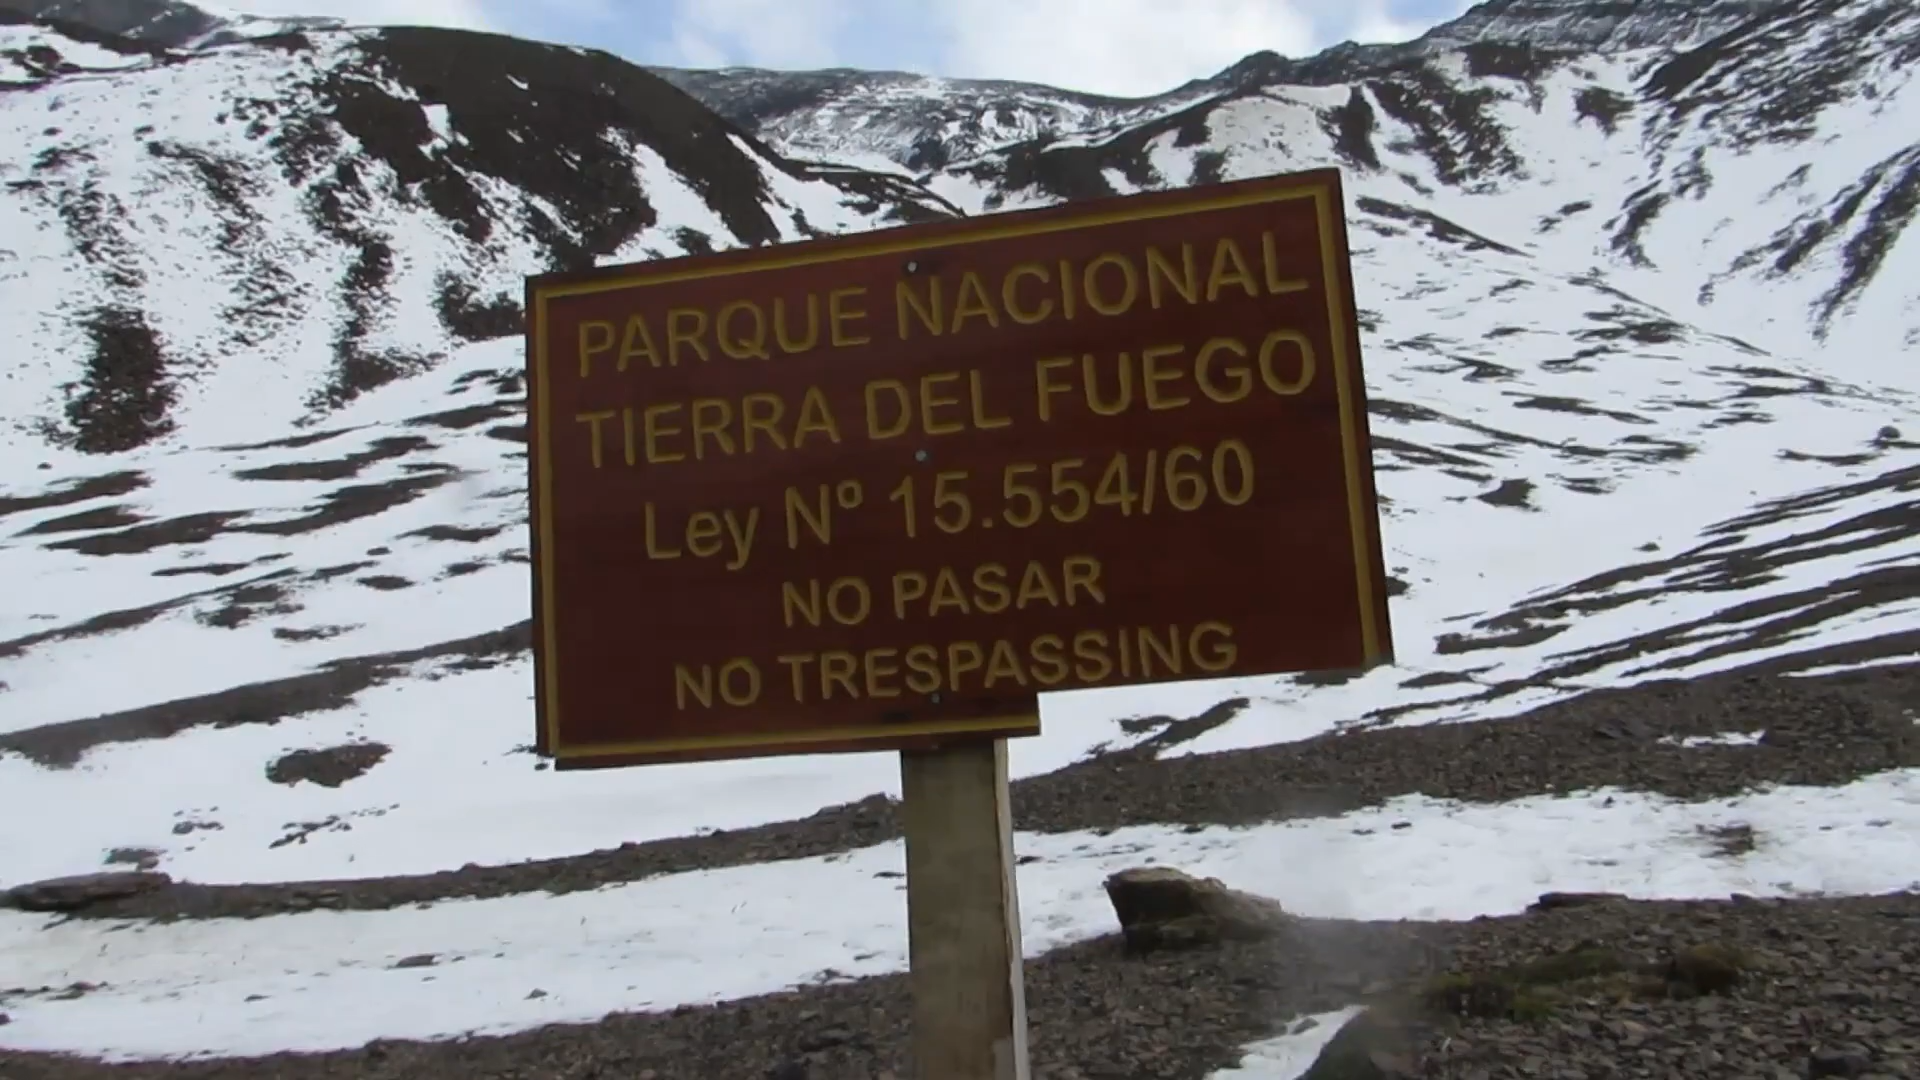 PARQUE NACIONAL
TIERRA DEL FUEGO
Ley Nº 15.554/60
NO PASAR
NO TRESPASSING